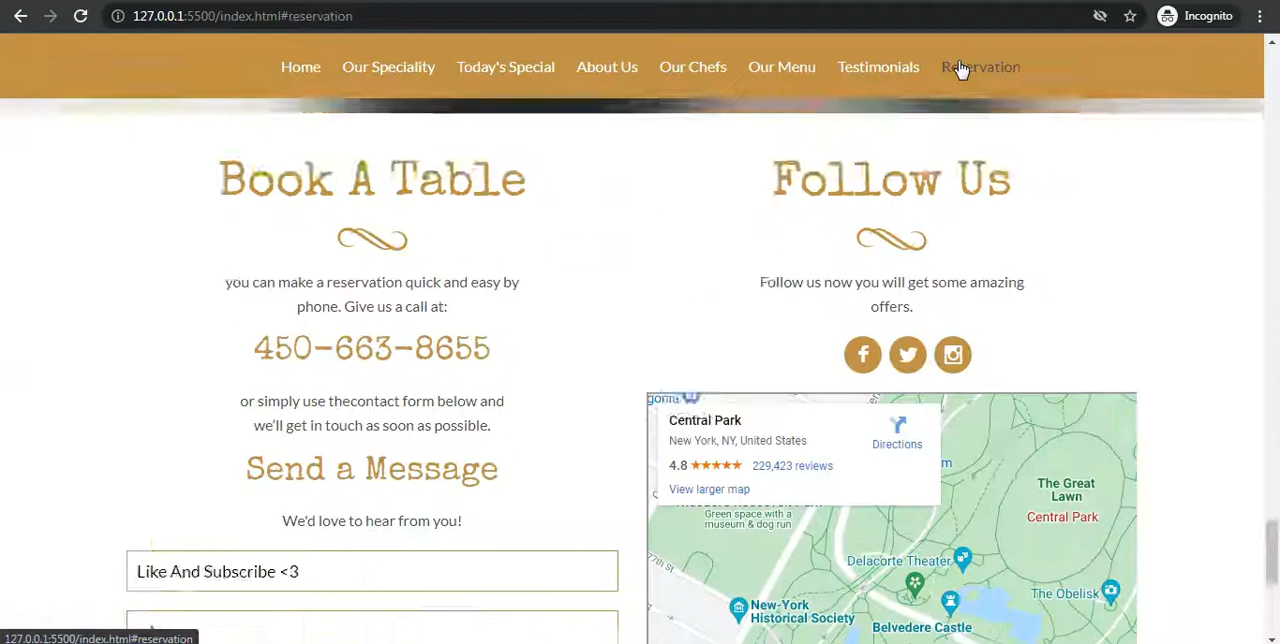 127.0.0.1:5500/index.html#reservation
Incognito
Home Our Speciality Today's Special About Us Our Chefs Our Menu Testimonials Reservation
Book A Table
you can make a reservation quick and easy by
phone. Give us a call at:
450-663-8655
or simply use thecontact form below and
we'll get in touch as soon as possible.
Send a Message
We'd love to hear from you!
Like And Subscribe <3
Follow Us
Follow us now you will get some amazing
offers.
Central Park
New York, NY, United States
4.8 229,423 reviews
View larger map
Directions
Green space with a
museum & dog run
77th St
The Great
Lawn
Central Park
Delacorte Theater
The Obelisk
New-York
Historical Society
Belvedere Castle
127.0.0.1:5500/index.html#reservation